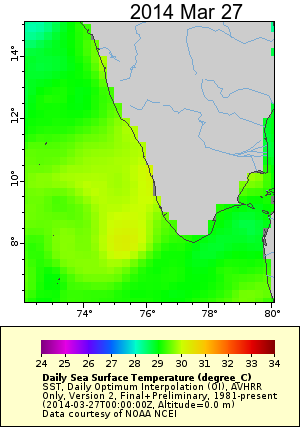 2014 Mar 27
14°
12°
10°
8°
74° 76° 78° 80°
24 25 26 27 28 29 30 31 32 33 34
Daily Sea Surface Temperature (degree_C)
SST, Daily Optimum Interpolation (OI), AVHRR
Only, Version 2, Final+Preliminary, 1981-present
(2014-03-27T00:00:00Z, Altitude=0.0 m)
Data courtesy of NOAA NCEI